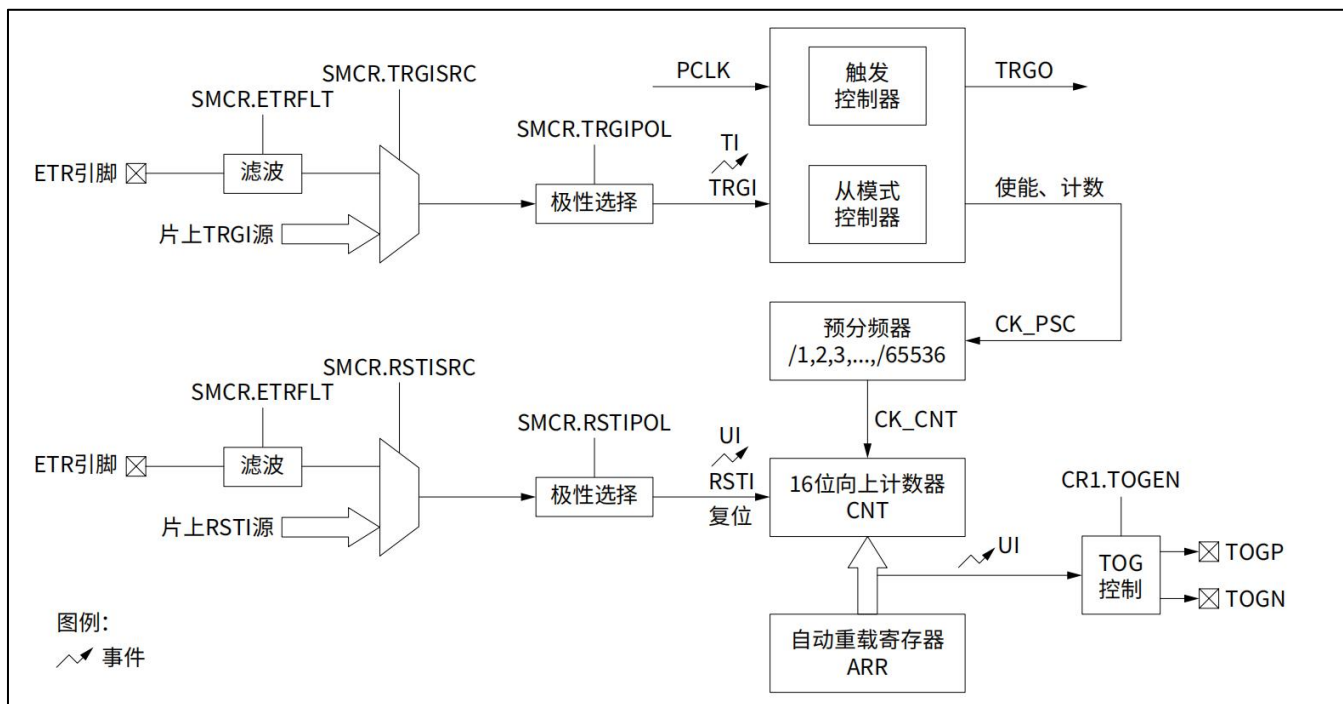 SMCR.TRGISRC
SMCR.ETRFLT
ETR引脚
滤波
片上TRGI源
SMCR.TRGIPOL
极性选择
TI
TRGI
PCLK
触发
控制器
从模式
控制器
TRGO
使能、计数
CK_PSC
预分频器
/1,2,3,...,/65536
CK_CNT
SMCR.RSTISRC
SMCR.ETRFLT
ETR引脚
滤波
片上RSTI源
SMCR.RSTIPOL
极性选择
UI
RSTI
复位
16位向上计数器
CNT
UI
CR1.TOGEN
TOG
控制
TOGP
TOGN
自动重载寄存器
ARR
图例：
事件